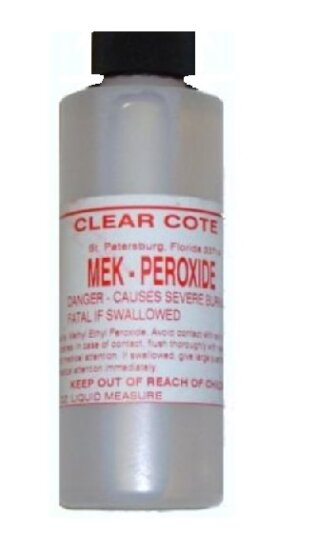 CLEAR COTE
St. Petersburg, Florida
MEK - PEROXIDE
DANGER - CAUSES SEVERE
FATAL IF SWALLOWED
Methyl Ethyl Peroxide. Avoid contact with
In case of contact, flush thoroughly with
medical attention. If swallowed, give large
medical attention immediately.
KEEP OUT OF REACH OF
LIQUID MEASURE